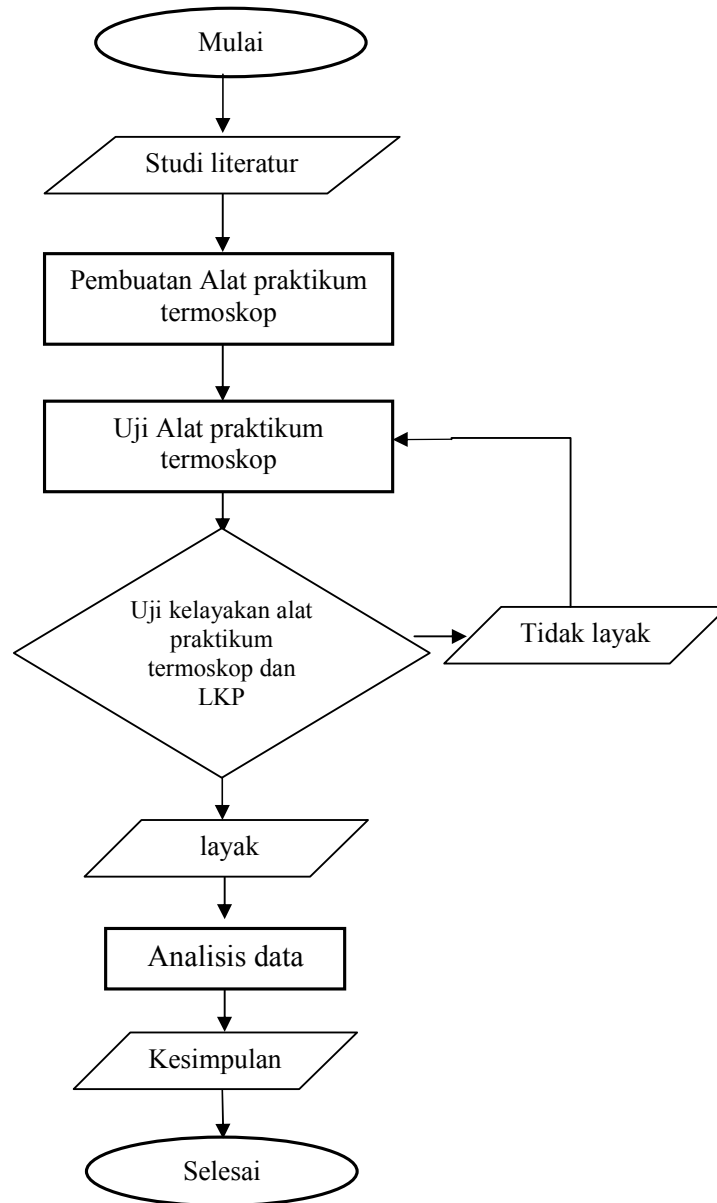 Mulai
Studi literatur
Pembuatan Alat praktikum
termoskop
Uji Alat praktikum
termoskop
Uji kelayakan alat
praktikum
termoskop dan
LKP
Tidak layak
layak
Analisis data
Kesimpulan
Selesai